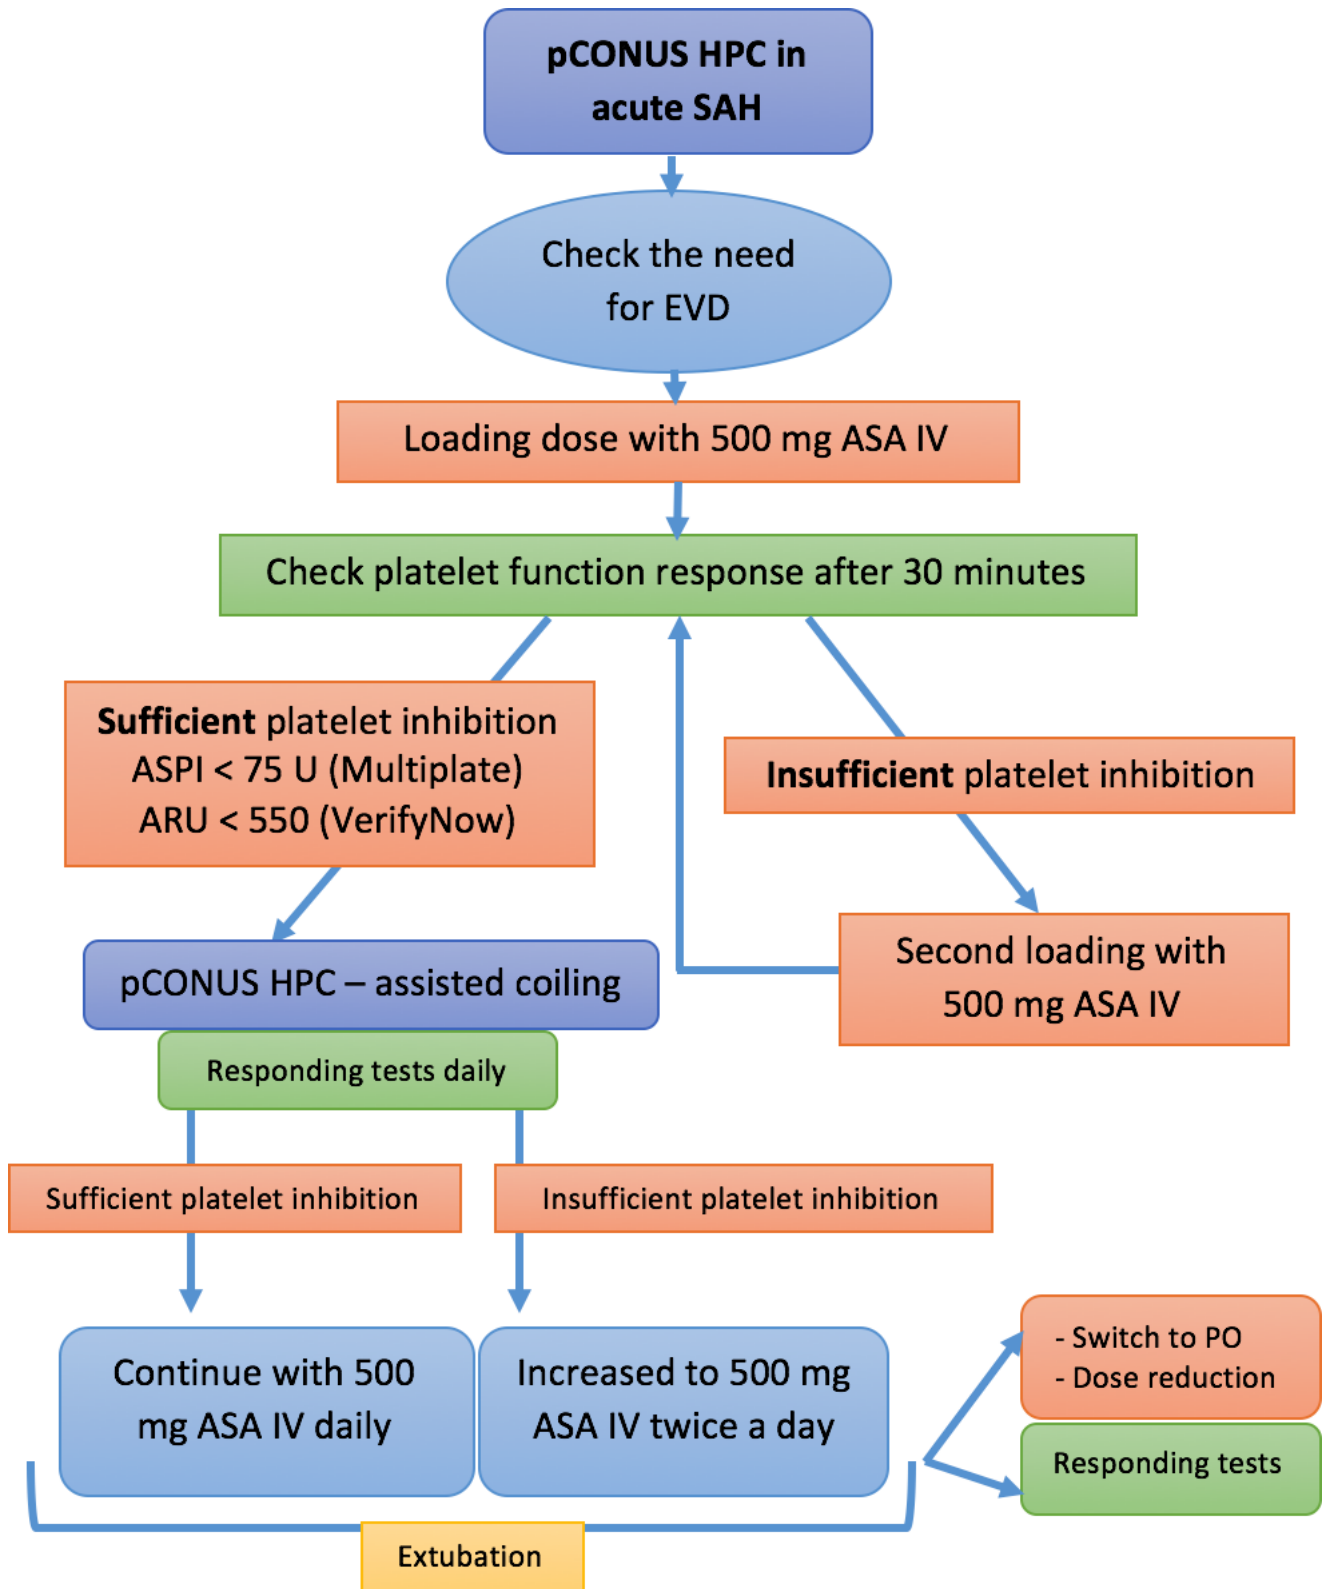 pCONUS HPC in
acute SAH
Check the need
for EVD
Loading dose with 500 mg ASA IV
Check platelet function response after 30 minutes
Sufficient platelet inhibition
ASPI < 75 U (Multiplate)
ARU < 550 (VerifyNow)
Insufficient platelet inhibition
Second loading with
500 mg ASA IV
pCONUS HPC – assisted coiling
Responding tests daily
Sufficient platelet inhibition
Insufficient platelet inhibition
Continue with 500
mg ASA IV daily
Increased to 500 mg
ASA IV twice a day
- Switch to PO
- Dose reduction
Responding tests
Extubation